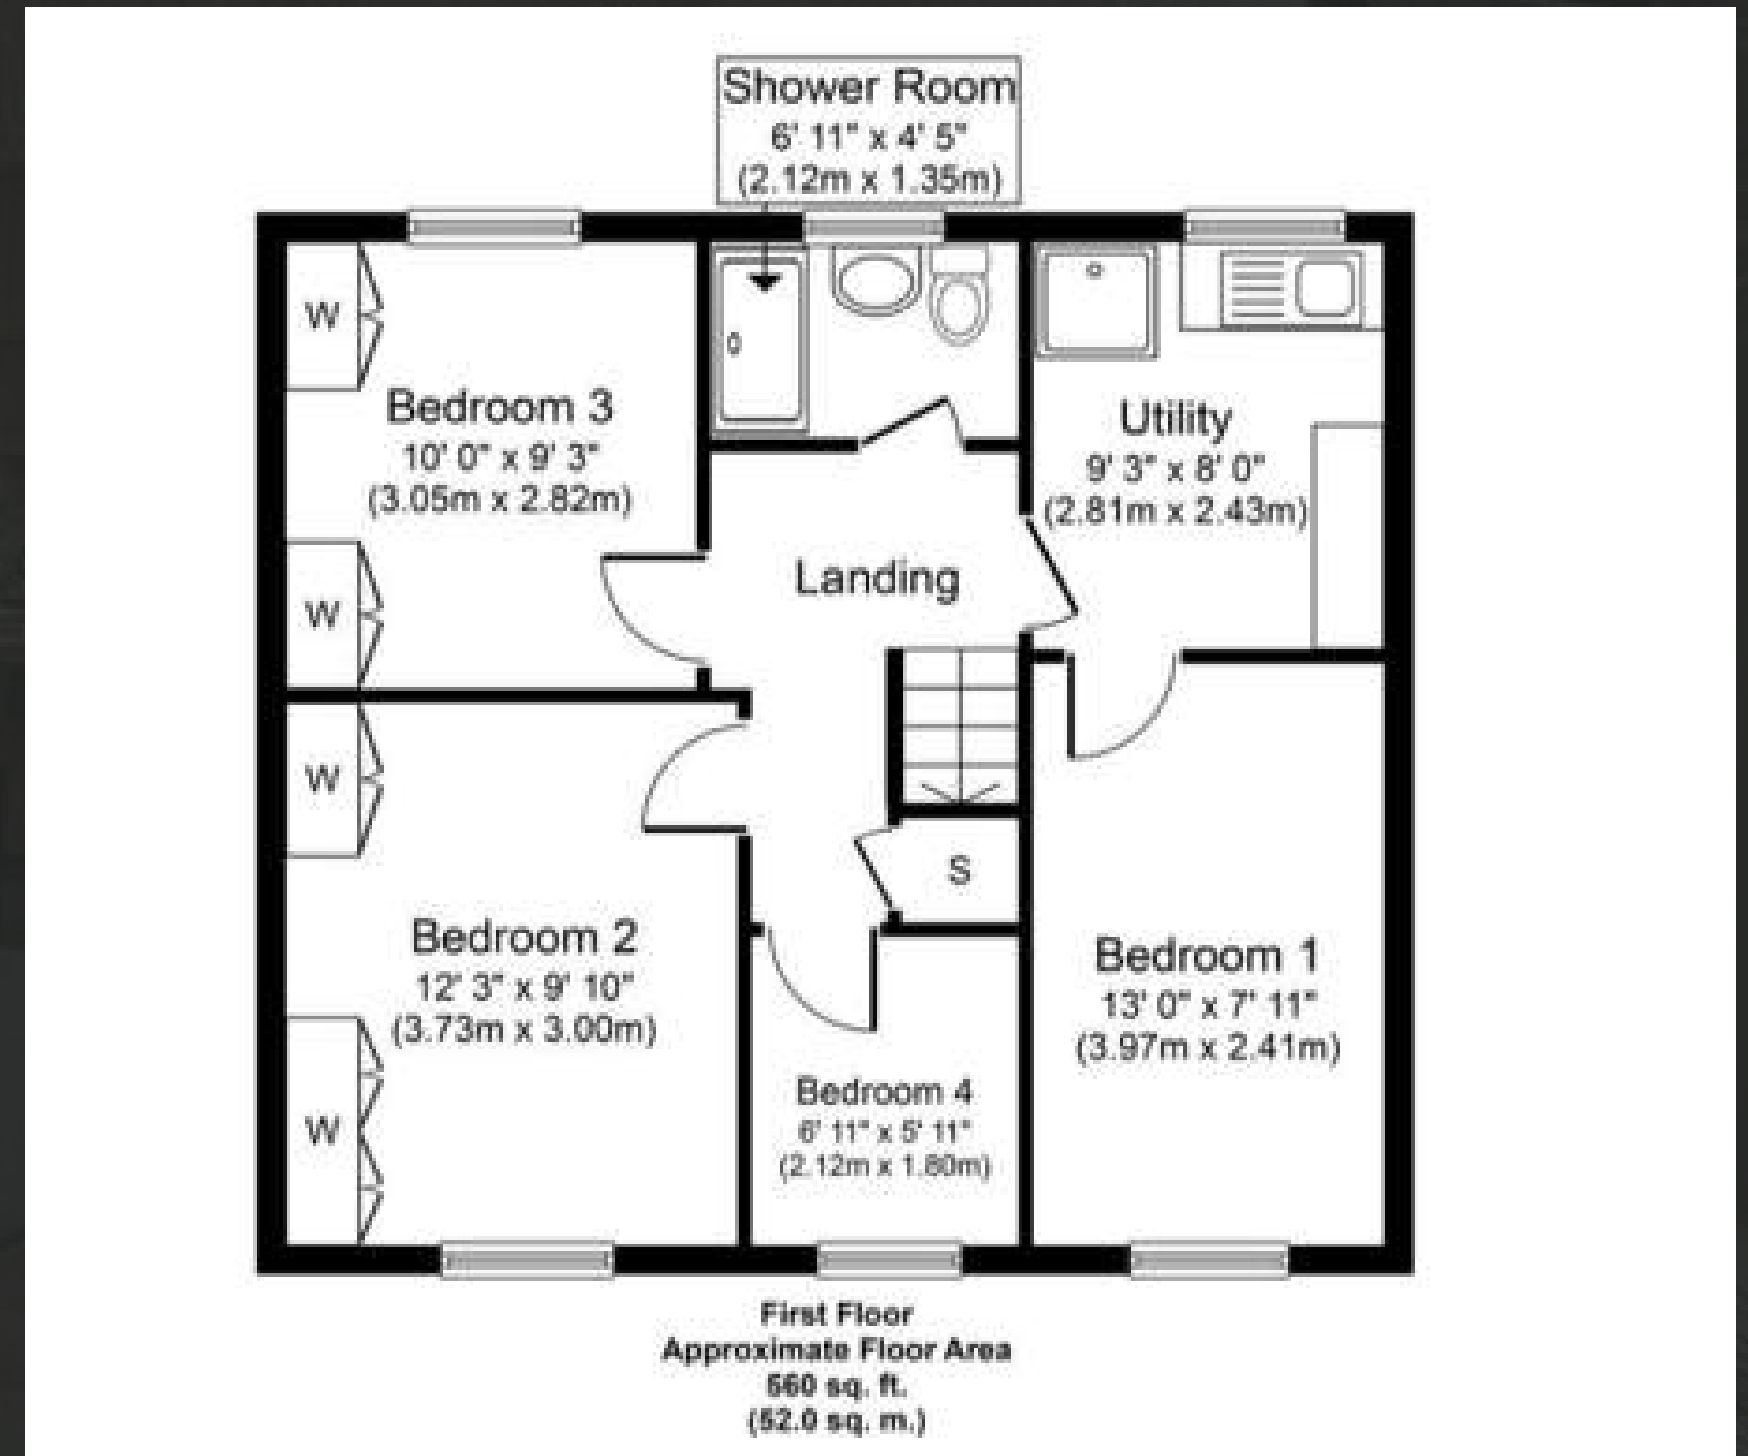 Shower Room
6' 11" x 4' 5"
(2.12m x 1.35m)
W
Bedroom 3
10' 0" x 9' 3"
(3.05m x 2.82m)
W
Utility
9' 3" x 8' 0"
(2.81m x 2.43m)
Landing
W
Bedroom 2
12' 3" x 9' 10"
(3.73m x 3.00m)
W
S
Bedroom 1
13' 0" x 7' 11"
(3.97m x 2.41m)
Bedroom 4
6' 11" x 5' 11"
(2.12m x 1.80m)
First Floor
Approximate Floor Area
560 sq. ft.
(52.0 sq. m.)